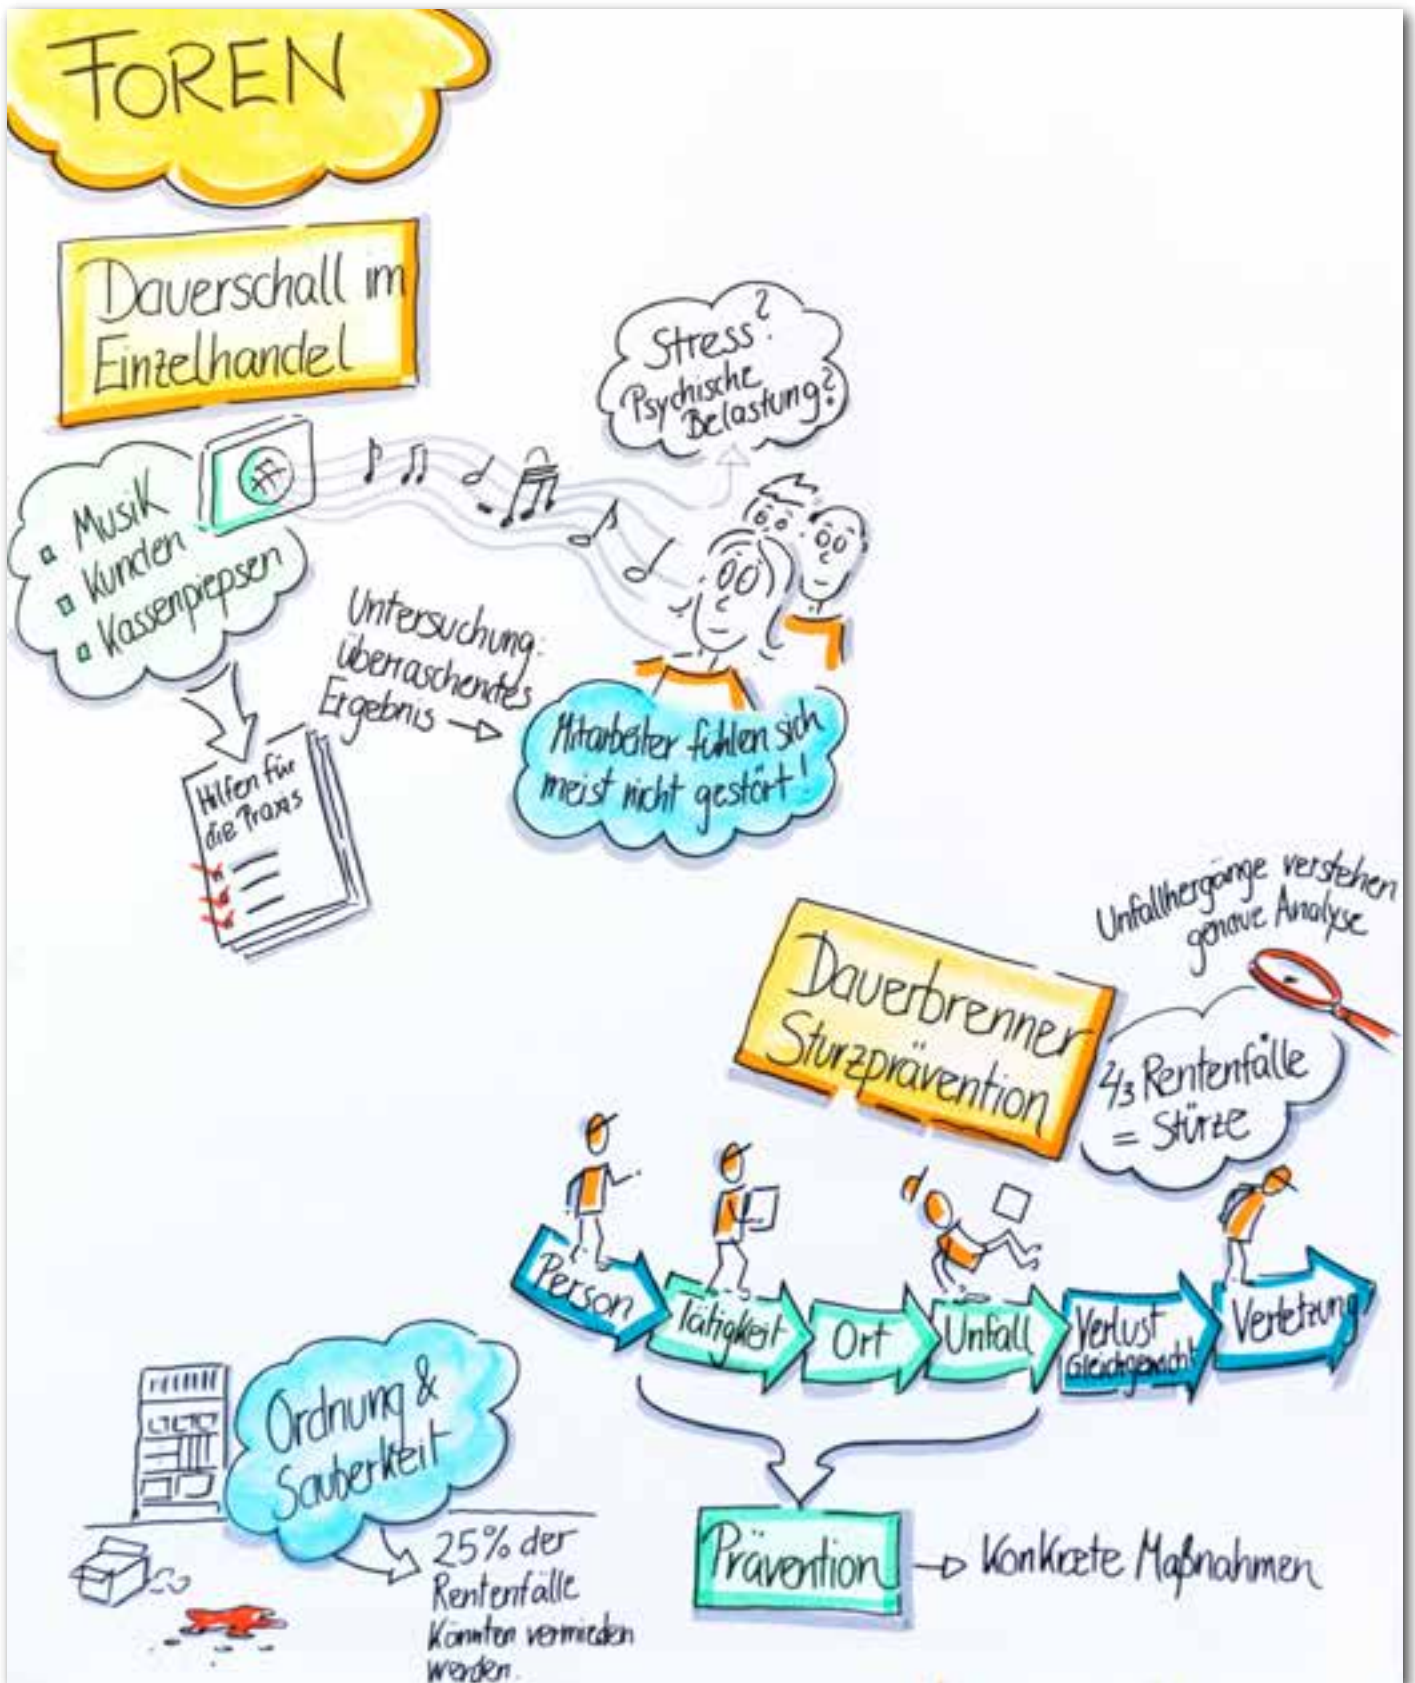 FOREN
Dauerschall im
Einzelhandel
Stress?
Psychische
Belastung?
Musik
Kunden
Kassenpiepsen
Untersuchung:
überraschendes
Ergebnis
Mitarbeiter fühlen sich
meist nicht gestört!
Hilfen für
die Praxis
Unfallhergänge verstehen
genaue Analyse
Dauerbrenner
Sturzprävention
2/3 Rentenfälle
= Stürze
Person
Tätigkeit
Ort
Unfall
Verlust
Gleichgewicht
Verletzung
Ordnung &
Sauberkeit
25% der
Rentenfälle
Könnten vermieden
werden.
Prävention
Konkrete Maßnahmen